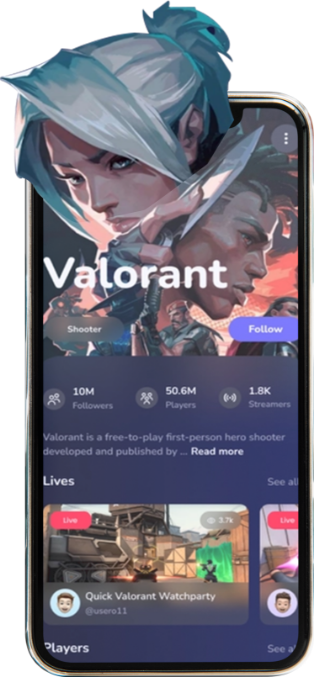 Valorant
Shooter
Follow
10M
Followers
50.6M
Players
1.8K
Streamers
Valorant is a free-to-play first-person hero shooter
developed and published by ... Read more
Lives
See all
Live
3.7k
Live
Quick Valorant Watchparty
@usero11
Players
See a